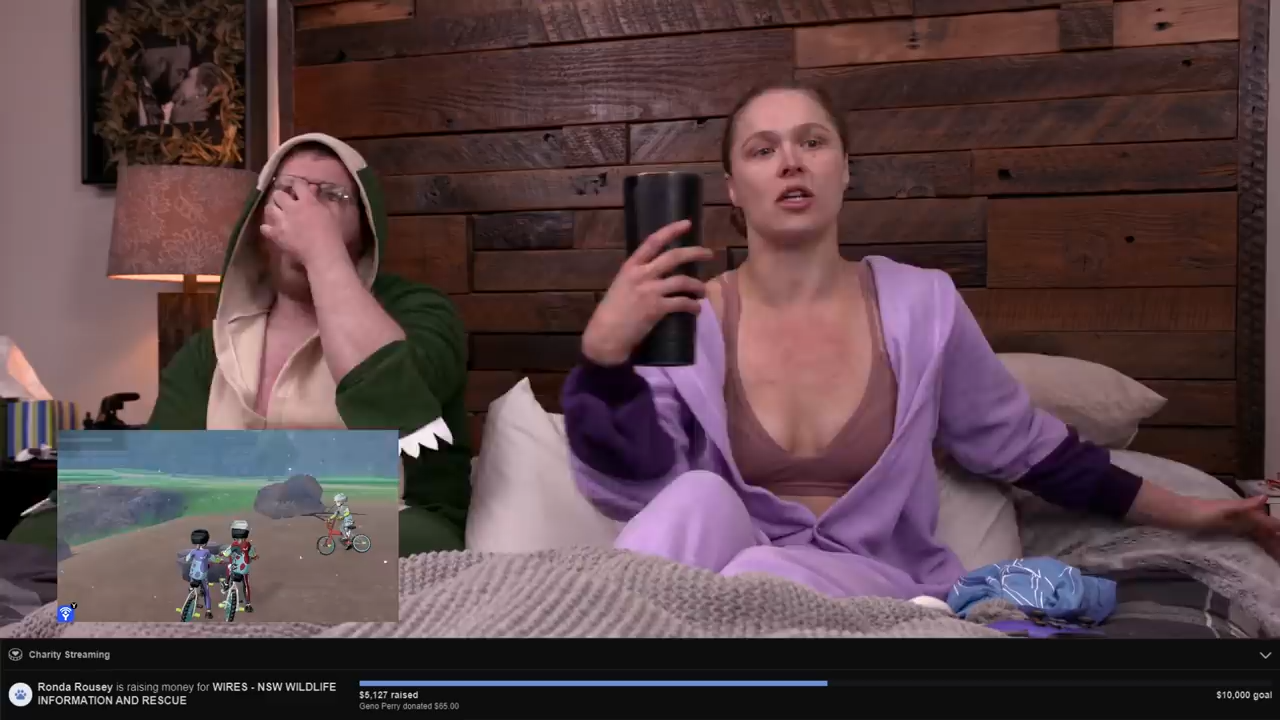 Charity Streaming
Ronda Rousey is raising money for WIRES - NSW WILDLIFE
INFORMATION AND RESCUE
$5,127 raised
$10,000 goal
Geno Perry donated $65.00
Y